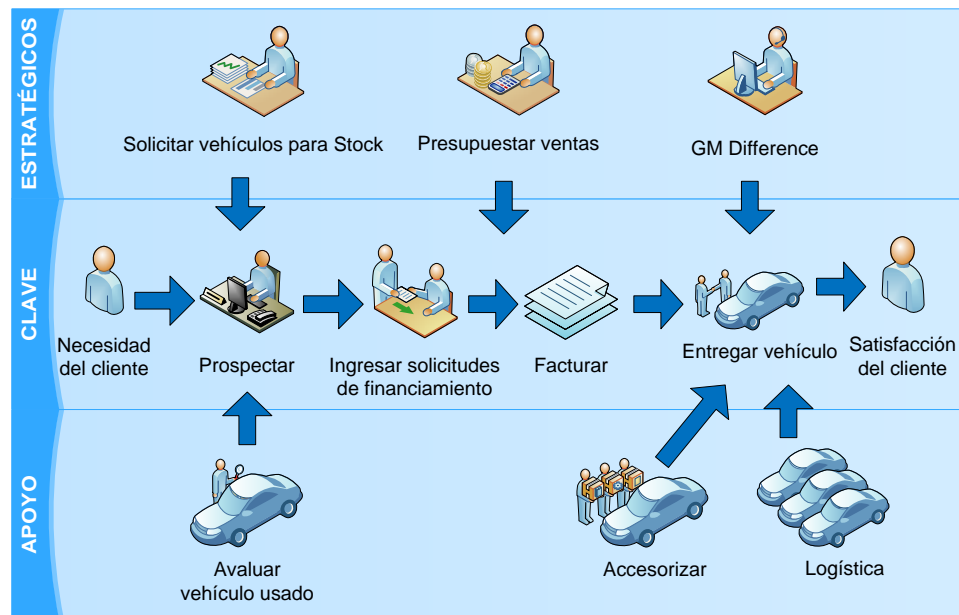 ESTRATÉGICOS
Solicitar vehículos para Stock
Presupuestar ventas
GM Difference
CLAVE
Necesidad
del cliente
Prospectar
Ingresar solicitudes
de financiamiento
Facturar
Entregar vehículo
Satisfacción
del cliente
APOYO
Avaluar
vehículo usado
Accesorizar
Logística